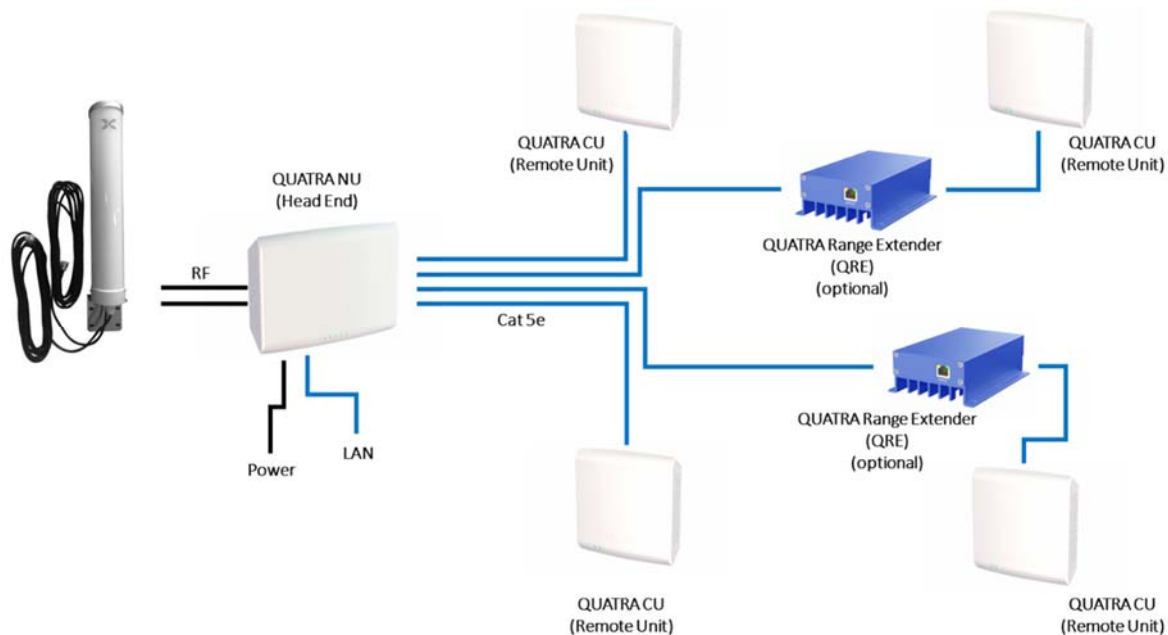 QUATRA CU
(Remote Unit)
QUATRA CU
(Remote Unit)
QUATRA NU
(Head End)
RF
QUATRA Range Extender
(QRE)
(optional)
Cat 5e
QUATRA Range Extender
(QRE)
(optional)
LAN
Power
QUATRA CU
(Remote Unit)
QUATRA CU
(Remote Unit)